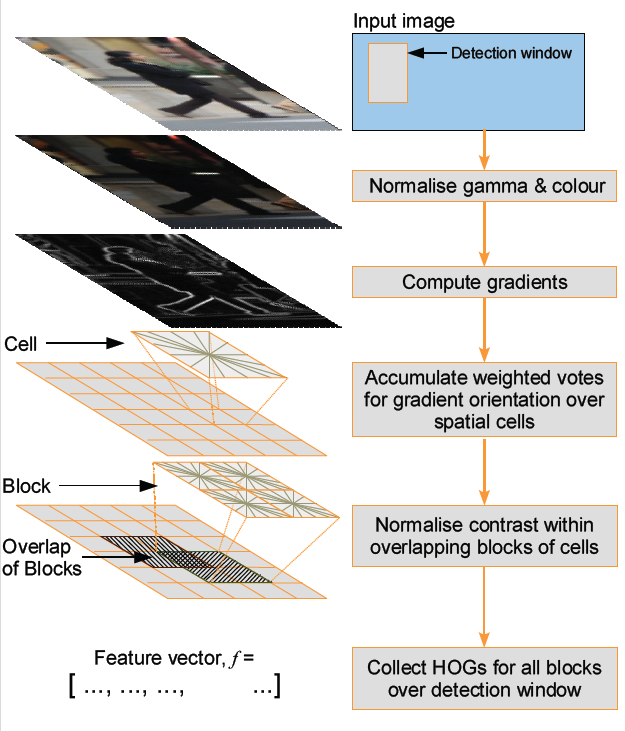 Input image
Detection window
Normalise gamma & colour
Compute gradients
Cell
Accumulate weighted votes
for gradient orientation over
spatial cells
Block
Normalise contrast within
overlapping blocks of cells
Overlap
of Blocks
Feature vector, f =
[ ..., ..., ..., ...]
Collect HOGs for all blocks
over detection window